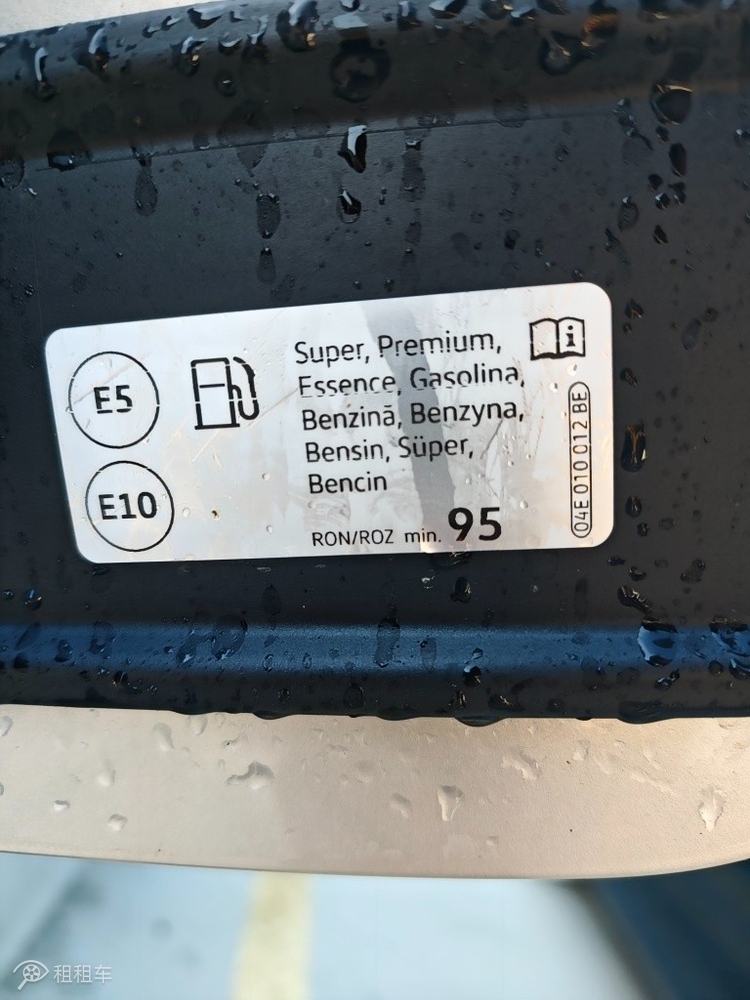 E5
E10
Super, Premium,
Essence, Gasolina,
Benzină, Benzyna,
Bensin, Süper,
Bencin
RON/ROZ min. 95
i
04E 010 012 BE
租租车